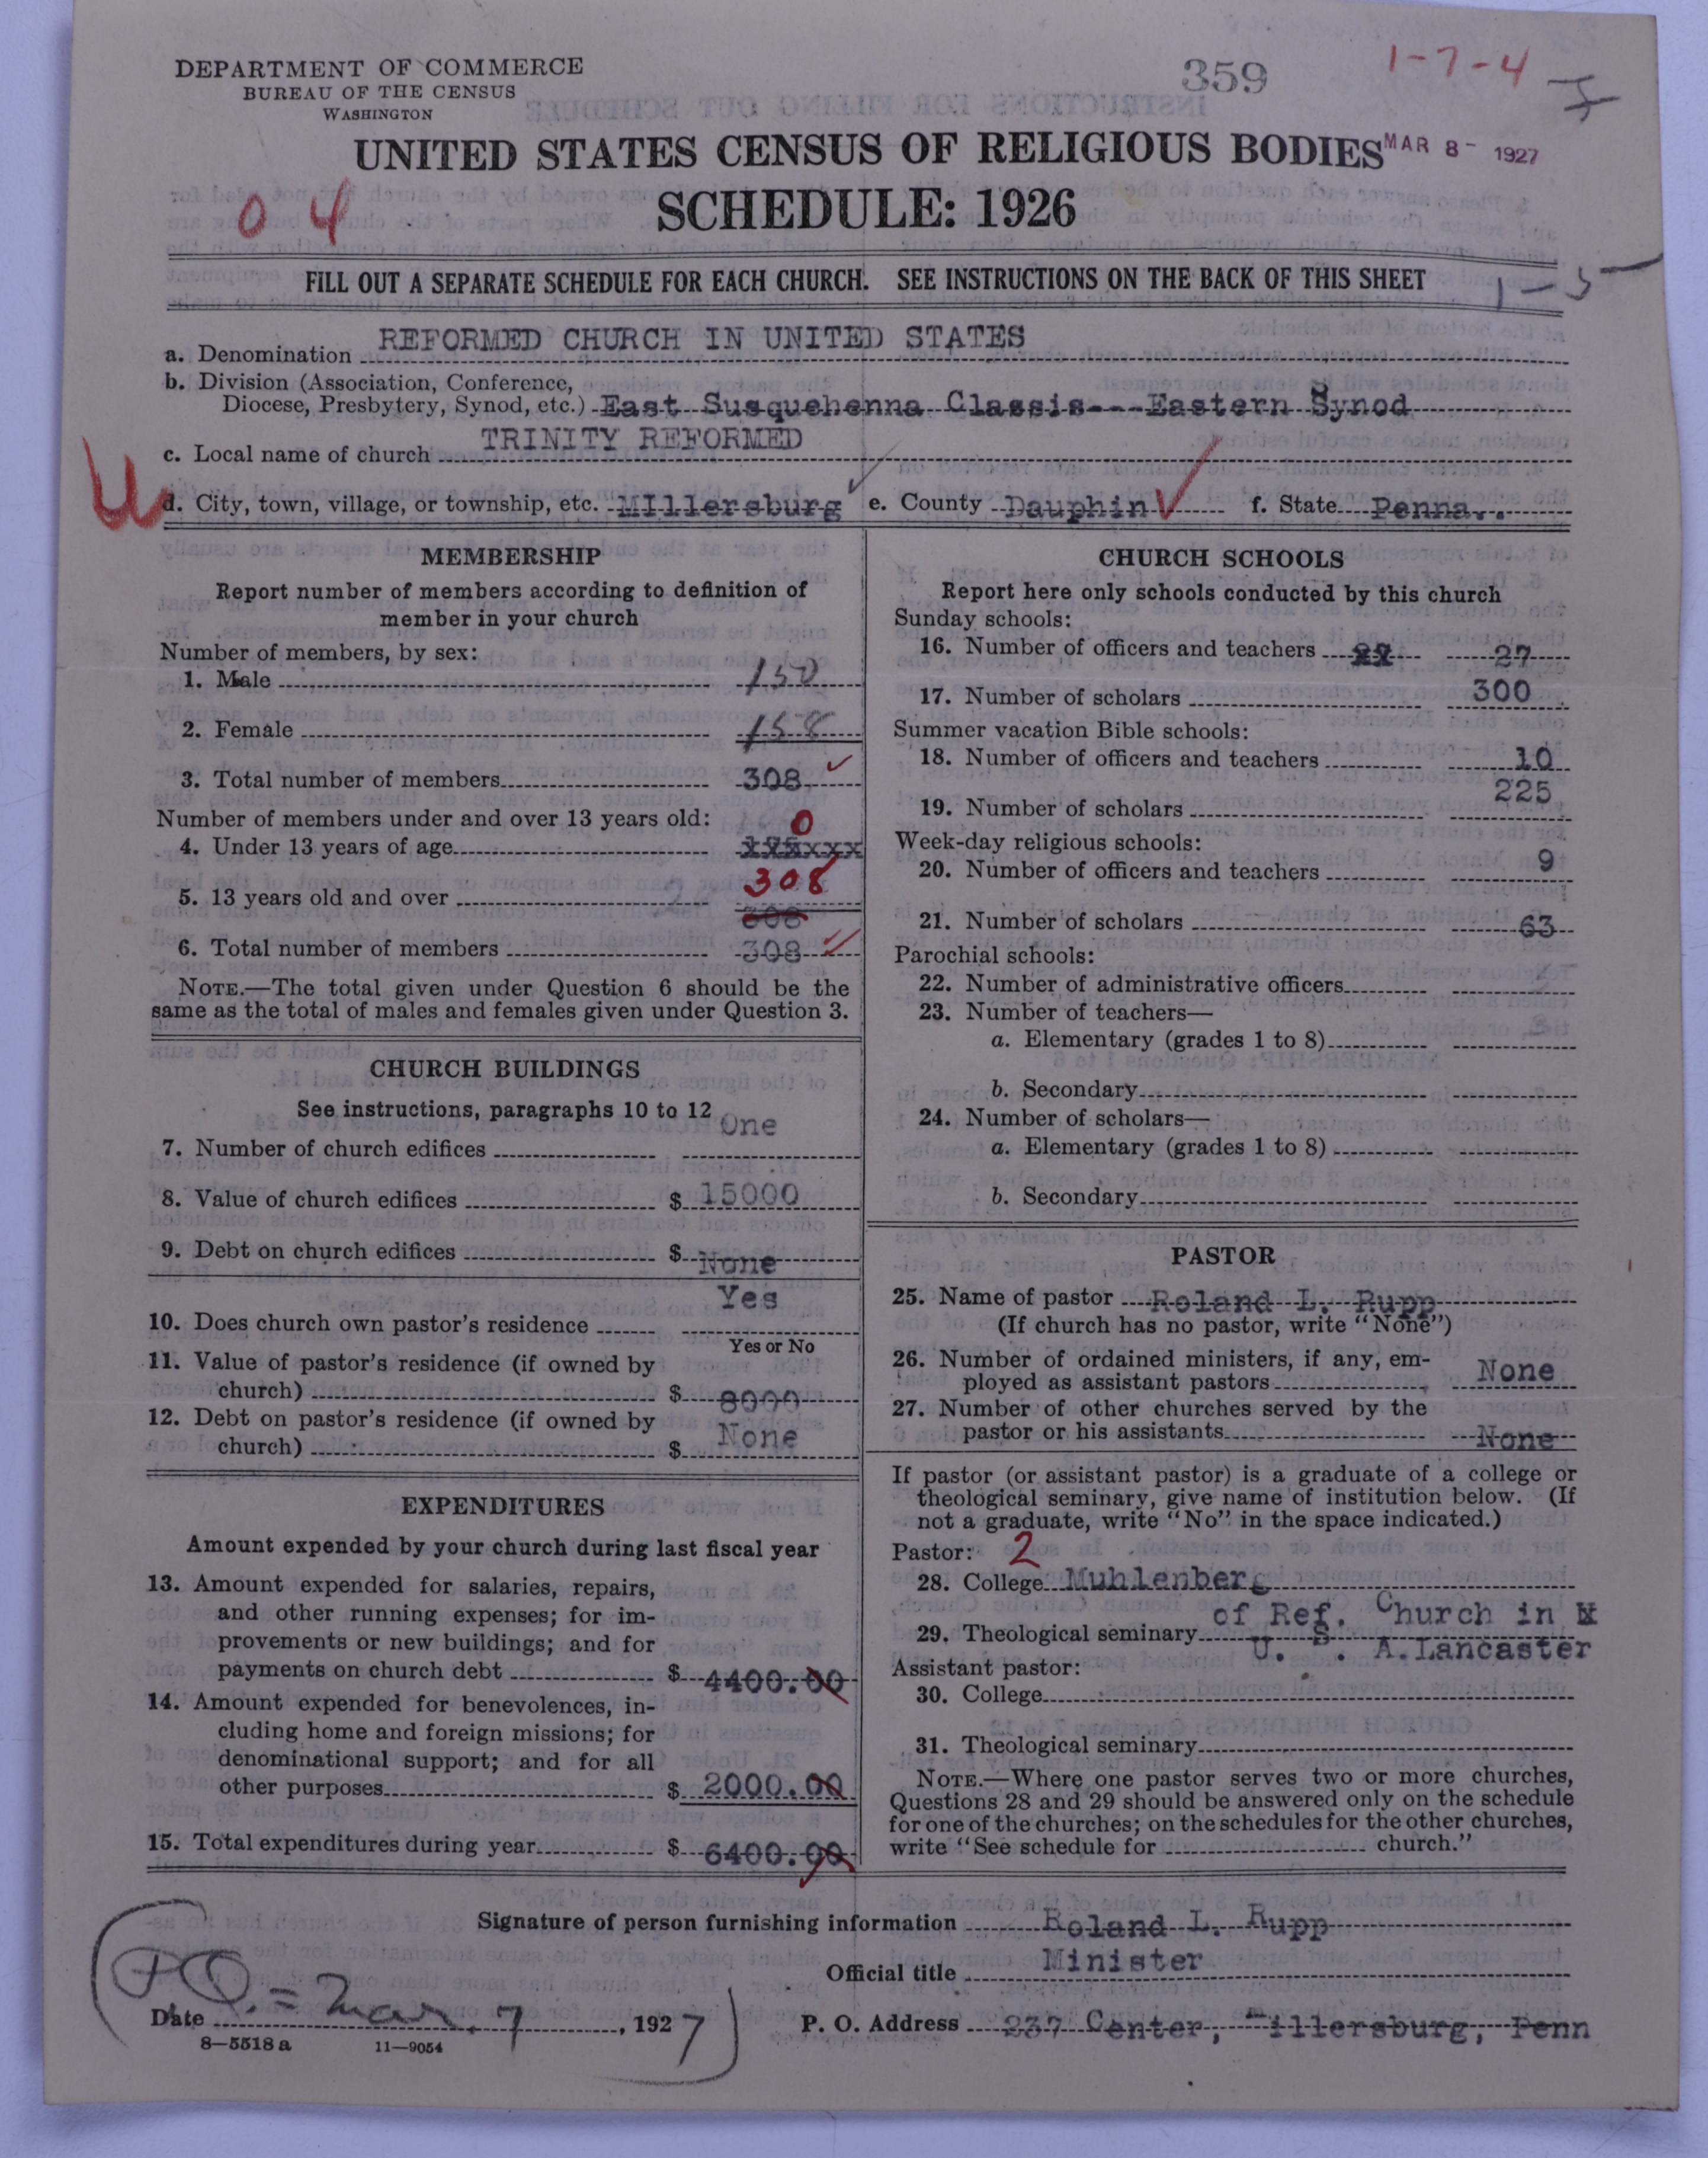 DEPARTMENT OF COMMERCE
BUREAU OF THE CENSUS
WASHINGTON
359
1-7-4
UNITED STATES CENSUS OF RELIGIOUS BODIES
MAR 8- 1927
SCHEDULE: 1926
0 4
FILL OUT A SEPARATE SCHEDULE FOR EACH CHURCH. SEE INSTRUCTIONS ON THE BACK OF THIS SHEET
1-5
a. Denomination REFORMED CHURCH IN UNITED STATES
b. Division (Association, Conference,
Diocese, Presbytery, Synod, etc.) East Susquehenna Classis---Eastern Synod
c. Local name of church TRINITY REFORMED
d. City, town, village, or township, etc. MIllersburg e. County Dauphin f. State Penna..
MEMBERSHIP
Report number of members according to definition of
member in your church
Number of members, by sex:
1. Male 150
2. Female 158
3. Total number of members 308
Number of members under and over 13 years old:
4. Under 13 years of age 0
5. 13 years old and over 308
308
6. Total number of members 308
NOTE.—The total given under Question 6 should be the
same as the total of males and females given under Question 3.
CHURCH BUILDINGS
See instructions, paragraphs 10 to 12
7. Number of church edifices One
8. Value of church edifices $ 15000
9. Debt on church edifices $ None
10. Does church own pastor's residence Yes
Yes or No
11. Value of pastor's residence (if owned by
church) $ 8000
12. Debt on pastor's residence (if owned by
church) $ None
EXPENDITURES
Amount expended by your church during last fiscal year
13. Amount expended for salaries, repairs,
and other running expenses; for im-
provements or new buildings; and for
payments on church debt $ 4400.00
14. Amount expended for benevolences, in-
cluding home and foreign missions; for
denominational support; and for all
other purposes $ 2000.00
15. Total expenditures during year $ 6400.00
CHURCH SCHOOLS
Report here only schools conducted by this church
Sunday schools:
16. Number of officers and teachers 27
17. Number of scholars 300
Summer vacation Bible schools:
18. Number of officers and teachers 10
19. Number of scholars 225
Week-day religious schools:
20. Number of officers and teachers 9
21. Number of scholars 63
Parochial schools:
22. Number of administrative officers
23. Number of teachers—
a. Elementary (grades 1 to 8)
b. Secondary
24. Number of scholars—
a. Elementary (grades 1 to 8)
b. Secondary
PASTOR
25. Name of pastor Roland L. Rupp
(If church has no pastor, write "None")
26. Number of ordained ministers, if any, em-
ployed as assistant pastors None
27. Number of other churches served by the
pastor or his assistants None
If pastor (or assistant pastor) is a graduate of a college or
theological seminary, give name of institution below. (If
not a graduate, write "No" in the space indicated.)
Pastor: 2
28. College Muhlenberg
of Ref. Church in
29. Theological seminary U. S. A. Lancaster
Assistant pastor:
30. College
31. Theological seminary
NOTE.—Where one pastor serves two or more churches,
Questions 28 and 29 should be answered only on the schedule
for one of the churches; on the schedules for the other churches,
write "See schedule for church."
Signature of person furnishing information Roland L. Rupp
Official title Minister
Date Mar. 7, 1927
P. O. Address 237 Center, Millersburg, Penn
8—5518 a 11—9054